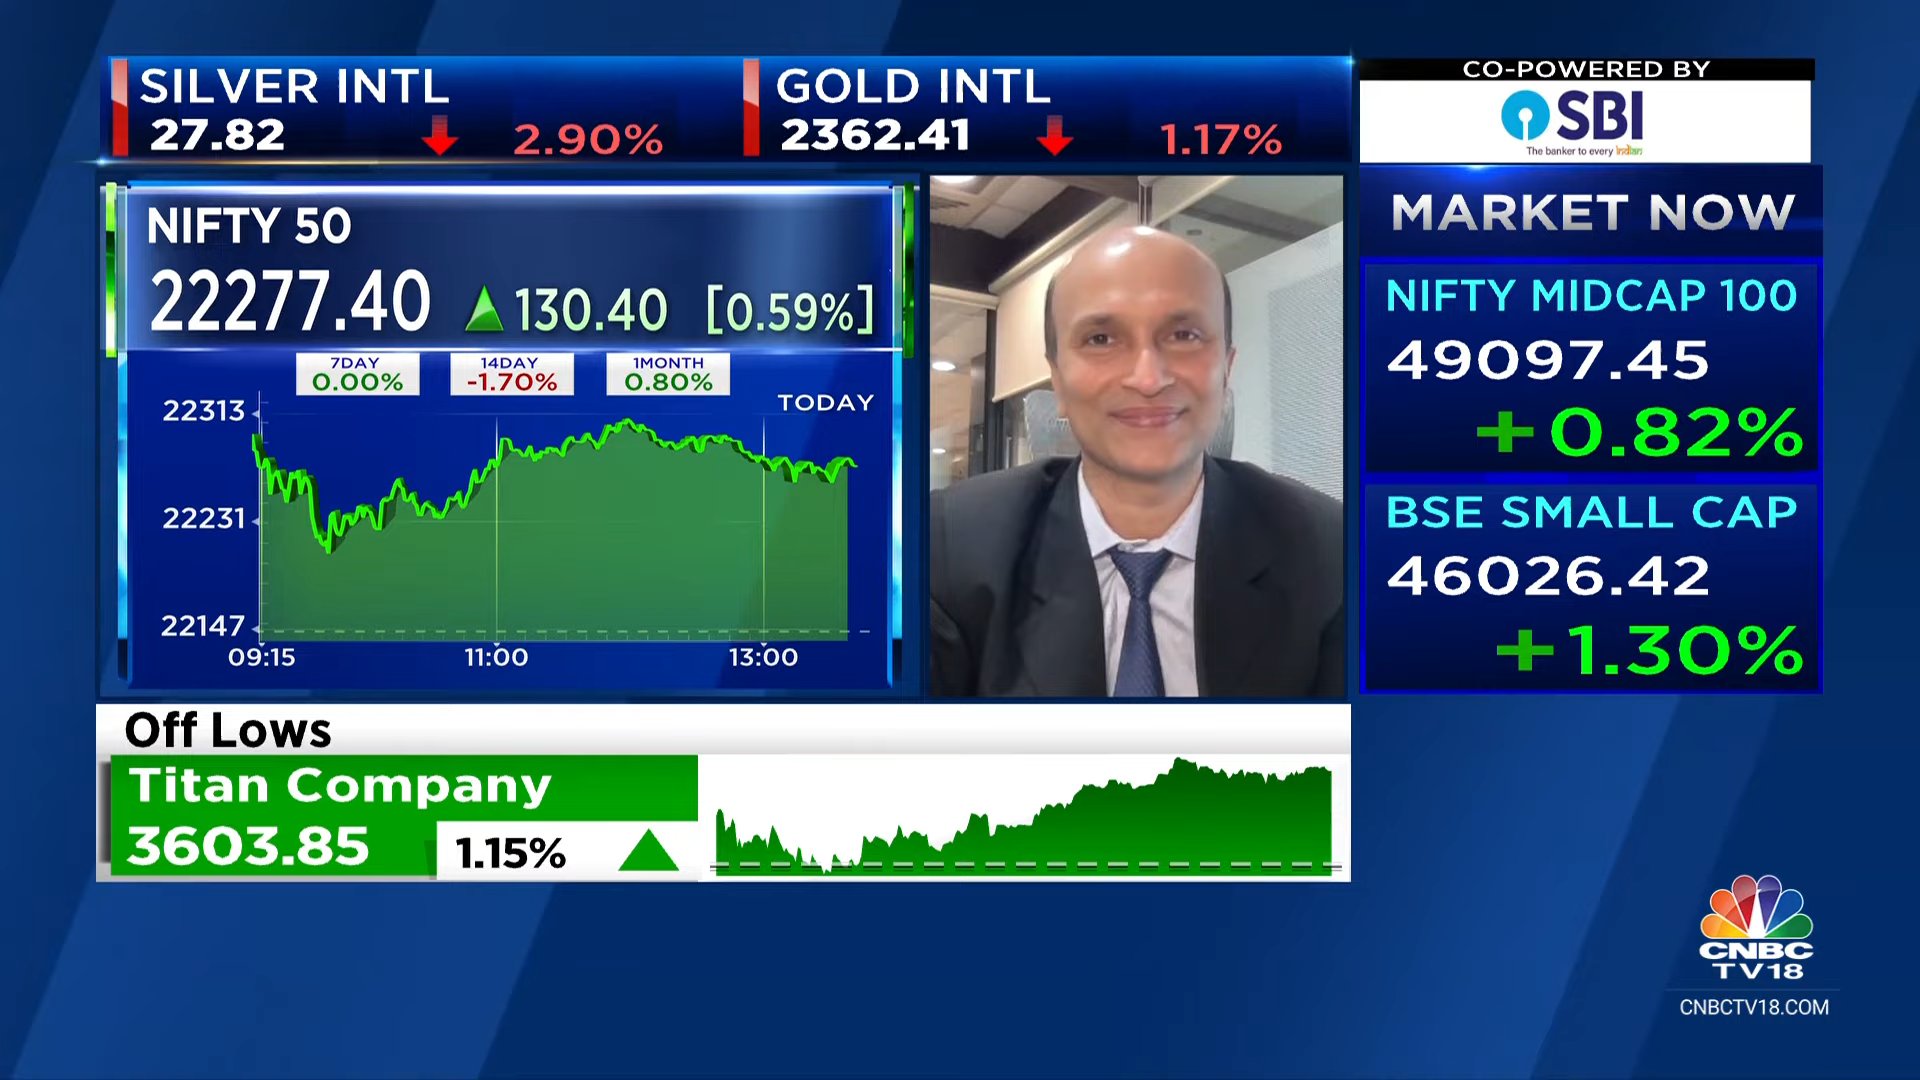 SILVER INTL
27.82 2.90%
GOLD INTL
2362.41 1.17%
CO-POWERED BY
SBI
The banker to every indian
NIFTY 50
22277.40 130.40 [0.59%]
7DAY
0.00%
14DAY
-1.70%
1MONTH
0.80%
TODAY
22313
22231
22147
09:15 11:00 13:00
MARKET NOW
NIFTY MIDCAP 100
49097.45
+0.82%
BSE SMALL CAP
46026.42
+1.30%
Off Lows
Titan Company
3603.85 1.15%
CNBC
TV18
CNBCTV18.COM